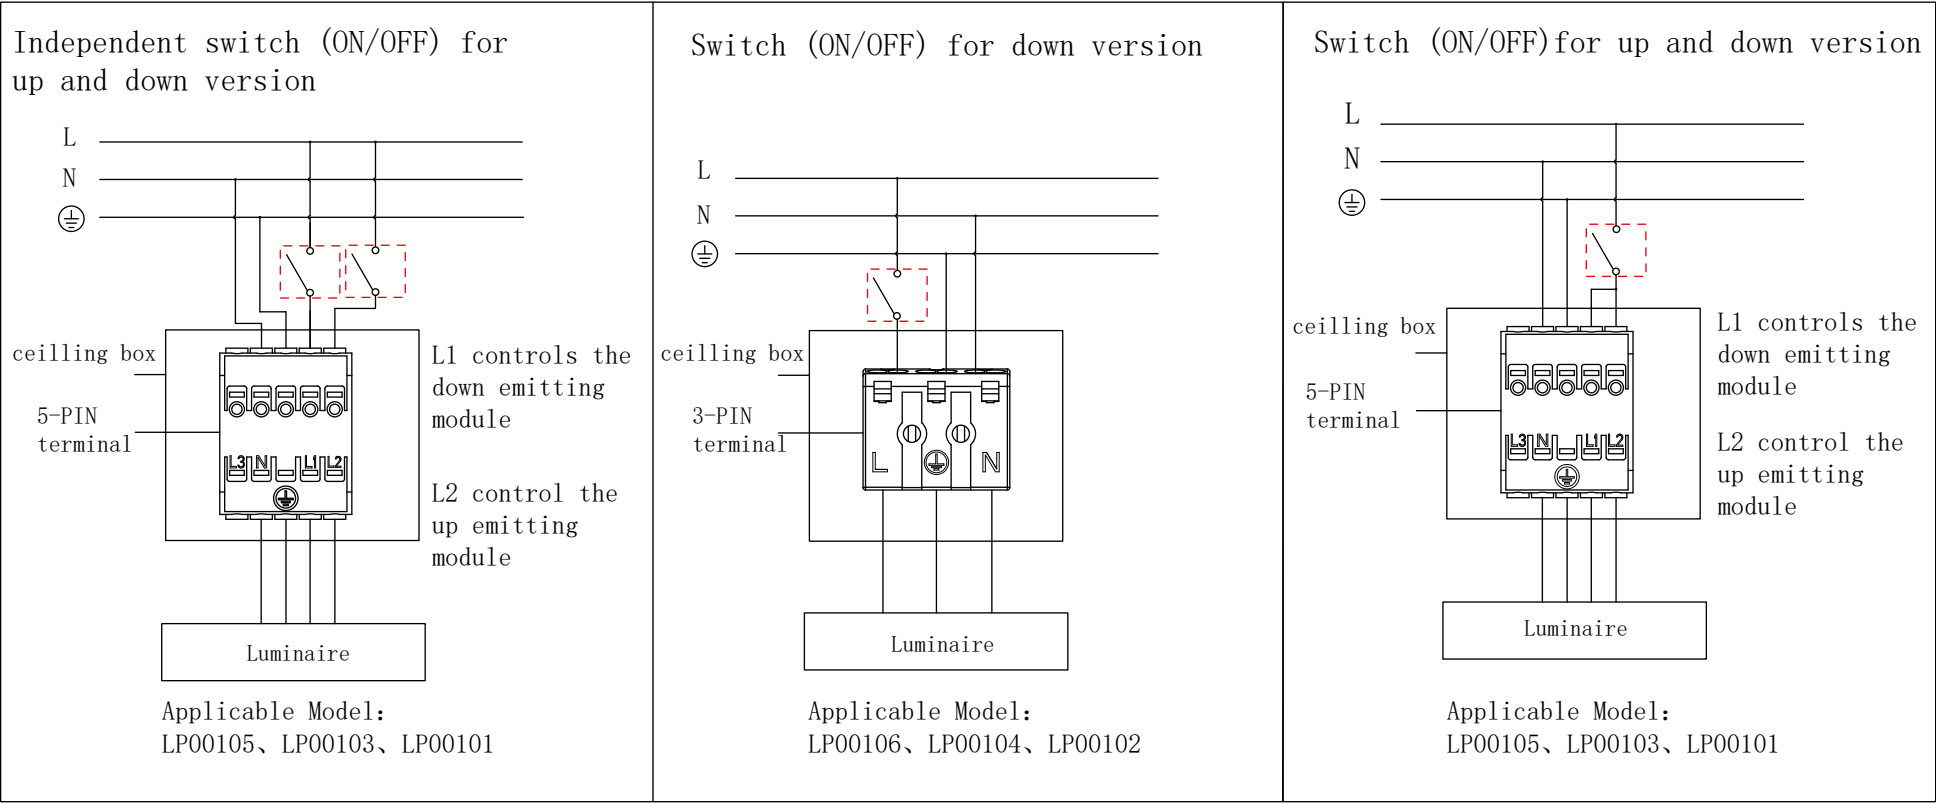 Independent switch (ON/OFF) for
up and down version
L
N
ceilling box
5-PIN
terminal
L3 N L1 L2
L1 controls the
down emitting
module
L2 control the
up emitting
module
Luminaire
Applicable Model:
LP00105、LP00103、LP00101
Switch (ON/OFF) for down version
L
N
ceilling box
3-PIN
terminal
L N
Luminaire
Applicable Model:
LP00106、LP00104、LP00102
Switch (ON/OFF)for up and down version
L
N
ceilling box
5-PIN
terminal
L3 N L1 L2
L1 controls the
down emitting
module
L2 control the
up emitting
module
Luminaire
Applicable Model:
LP00105、LP00103、LP00101